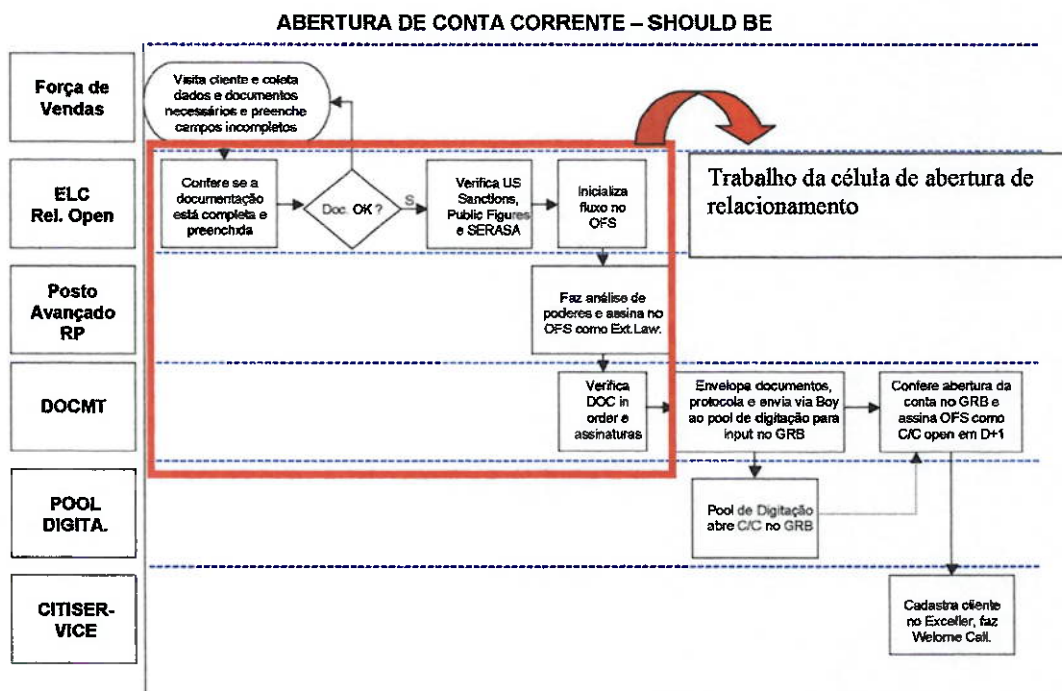 ABERTURA DE CONTA CORRENTE – SHOULD BE
Força de
Vendas
Visita cliente e coleta
dados e documentos
necessários e preenche
campos incompletos
ELC
Rel. Open
Confere se a
documentação
está completa e
preenchida
Doc. OK ?
S
Verifica US
Sanctions,
Public Figures
e SERASA
Inicializa
fluxo no
OFS
Trabalho da célula de abertura de
relacionamento
Posto
Avançado
RP
Faz análise de
poderes e assina no
OFS como Ext.Law.
DOCMT
Verifica
DOC in
order e
assinaturas
Envelopa documentos,
protocola e envia via Boy
ao pool de digitação para
input no GRB
Confere abertura da
conta no GRB e
assina OFS como
C/C open em D+1
POOL
DIGITA.
Pool de Digitação
abre C/C no GRB
CITISER-
VICE
Cadastra cliente
no Exceller, faz
Welome Call.